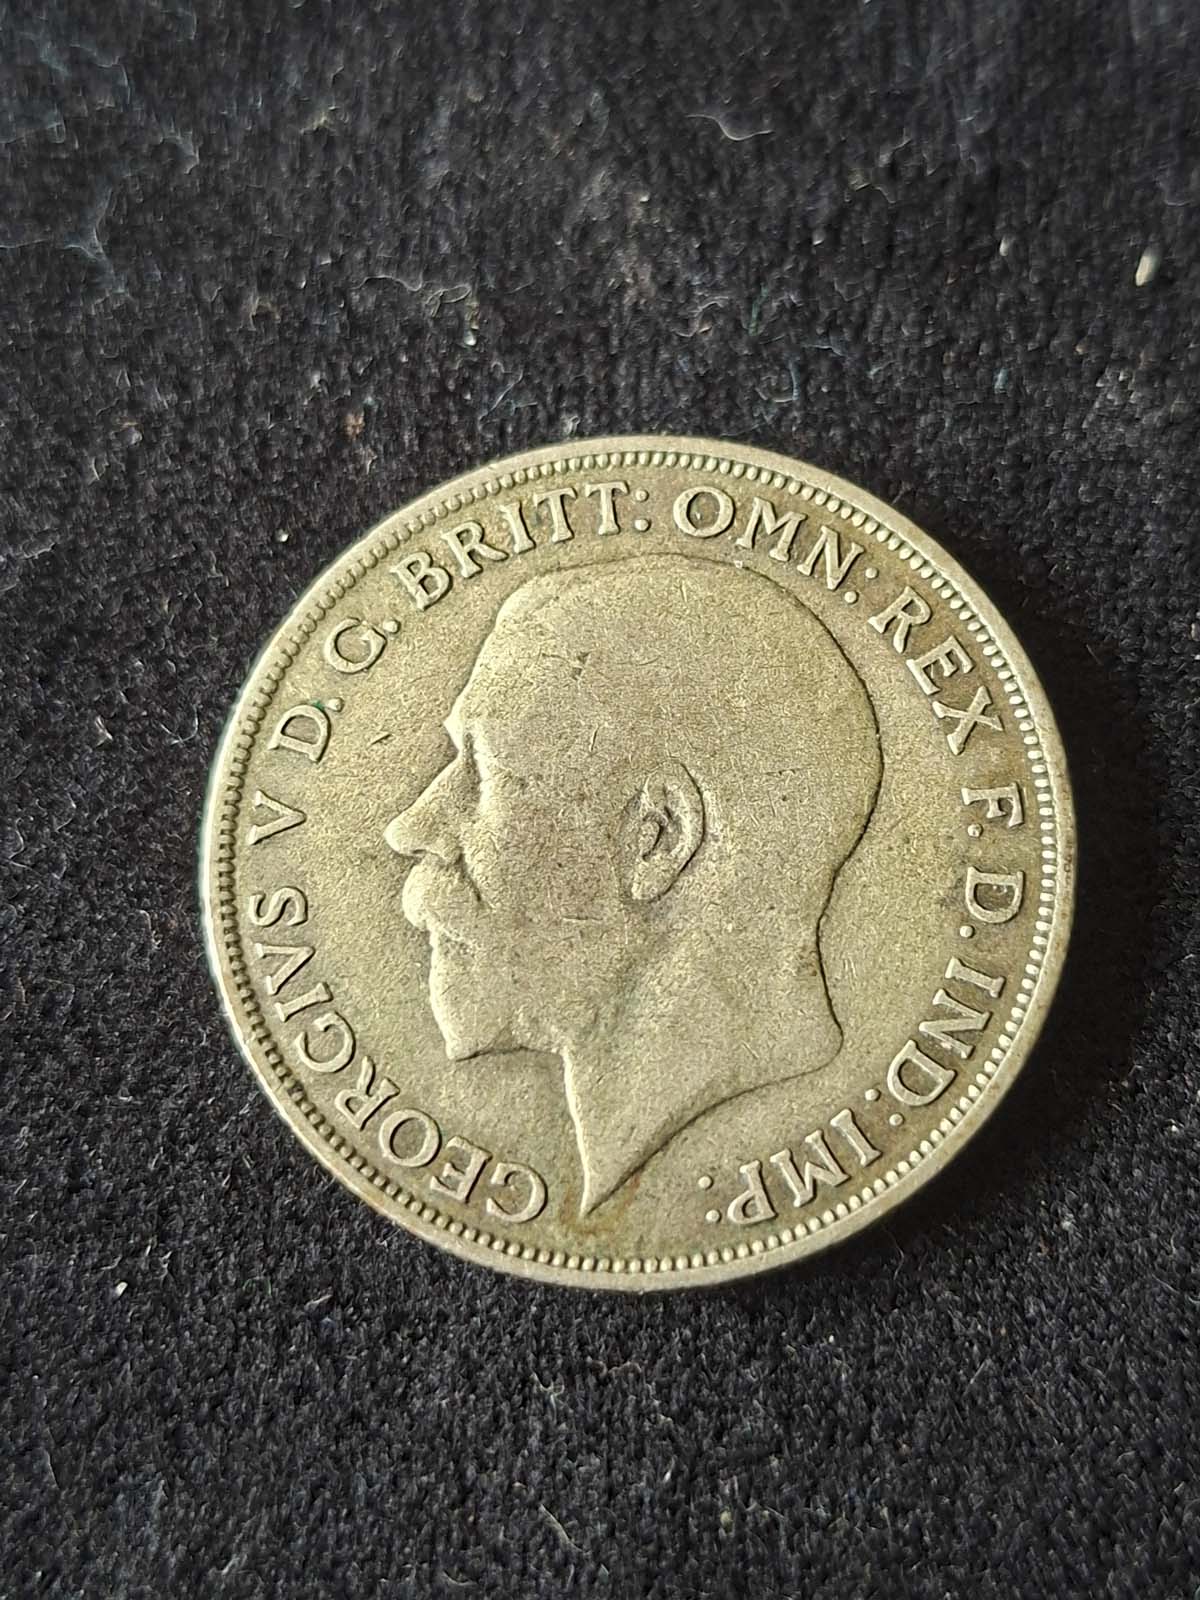 GEORGIVS V D.G. BRITT: OMN: REX F.D. IND: IMP: